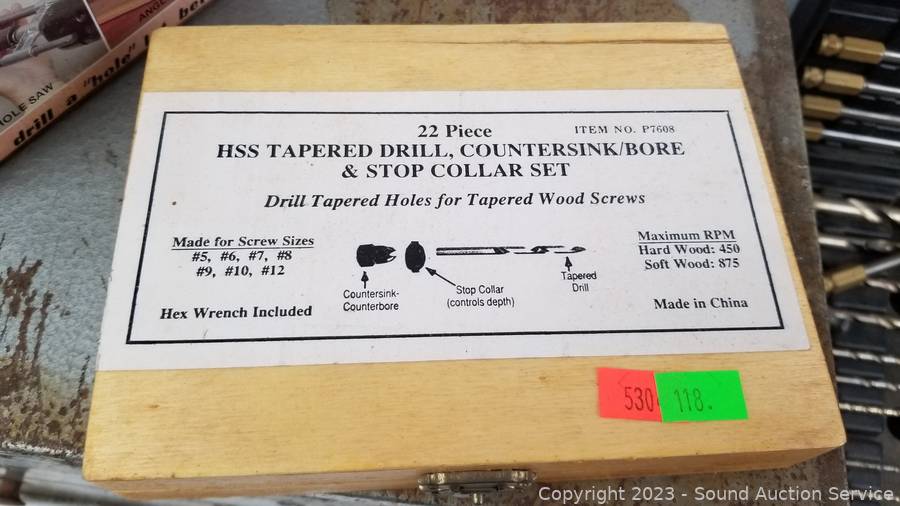 HOLE SAW
drill a "hole"
22 Piece
ITEM NO. P7608
HSS TAPERED DRILL, COUNTERSINK/BORE
& STOP COLLAR SET
Drill Tapered Holes for Tapered Wood Screws
Made for Screw Sizes
#5, #6, #7, #8
#9, #10, #12
Hex Wrench Included
Countersink-
Counterbore
Stop Collar
(controls depth)
Tapered
Drill
Maximum RPM
Hard Wood: 450
Soft Wood: 875
Made in China
530
118.
Copyright 2023 - Sound Auction Service